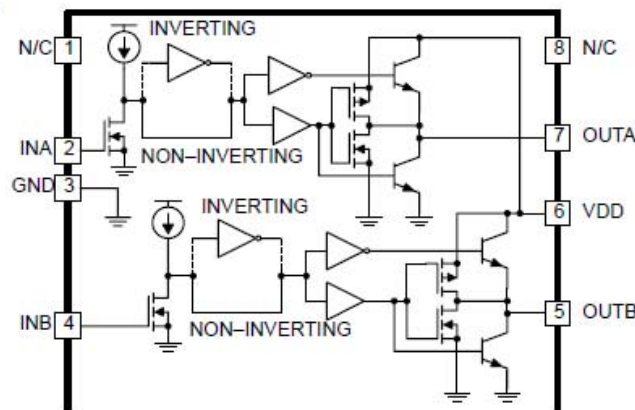 INVERTING
N/C 1
8 N/C
INA 2
7 OUTA
NON–INVERTING
GND 3
INVERTING
6 VDD
INB 4
5 OUTB
NON–INVERTING